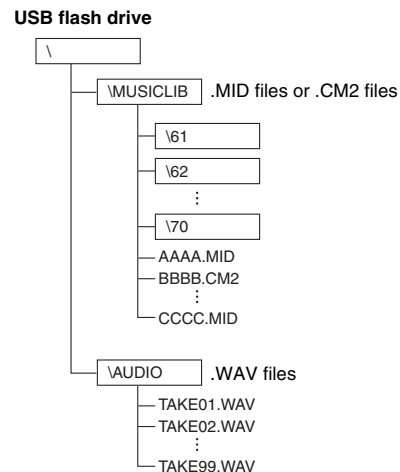 USB flash drive
\
\MUSICLIB .MID files or .CM2 files
\61
\62
⋮
\70
AAAA.MID
BBBB.CM2
⋮
CCCC.MID
\AUDIO .WAV files
TAKE01.WAV
TAKE02.WAV
⋮
TAKE99.WAV